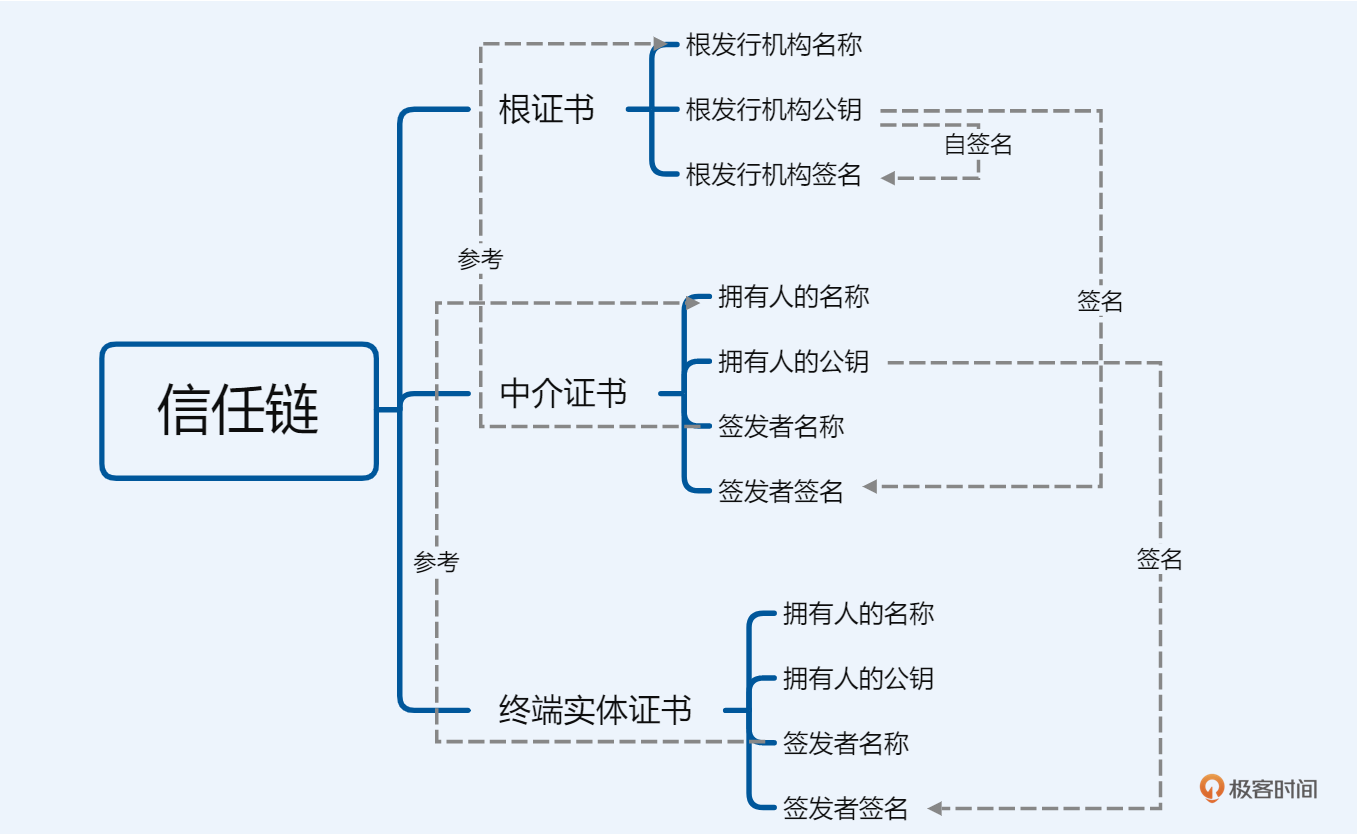 信任链
根证书
根发行机构名称
根发行机构公钥
根发行机构签名
自签名
签名
参考
中介证书
拥有人的名称
拥有人的公钥
签发者名称
签发者签名
签名
参考
终端实体证书
拥有人的名称
拥有人的公钥
签发者名称
签发者签名
极客时间